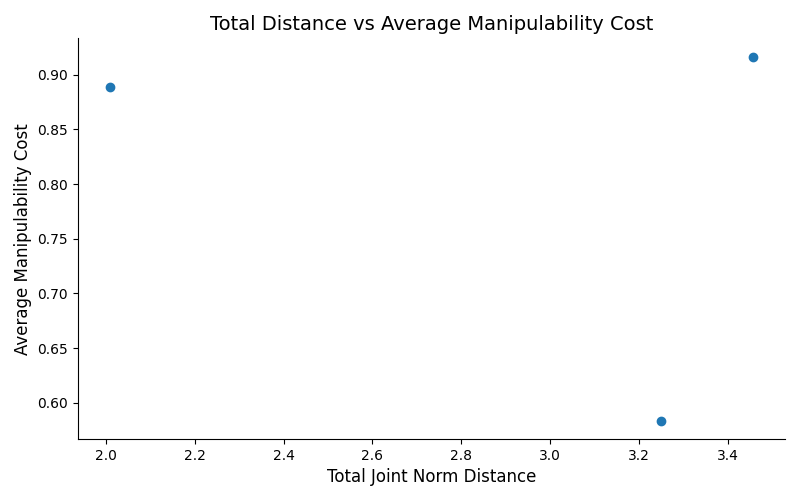 Total Distance vs Average Manipulability Cost
0.90
0.85
0.80
0.75
0.70
0.65
0.60
Average Manipulability Cost
2.0 2.2 2.4 2.6 2.8 3.0 3.2 3.4
Total Joint Norm Distance